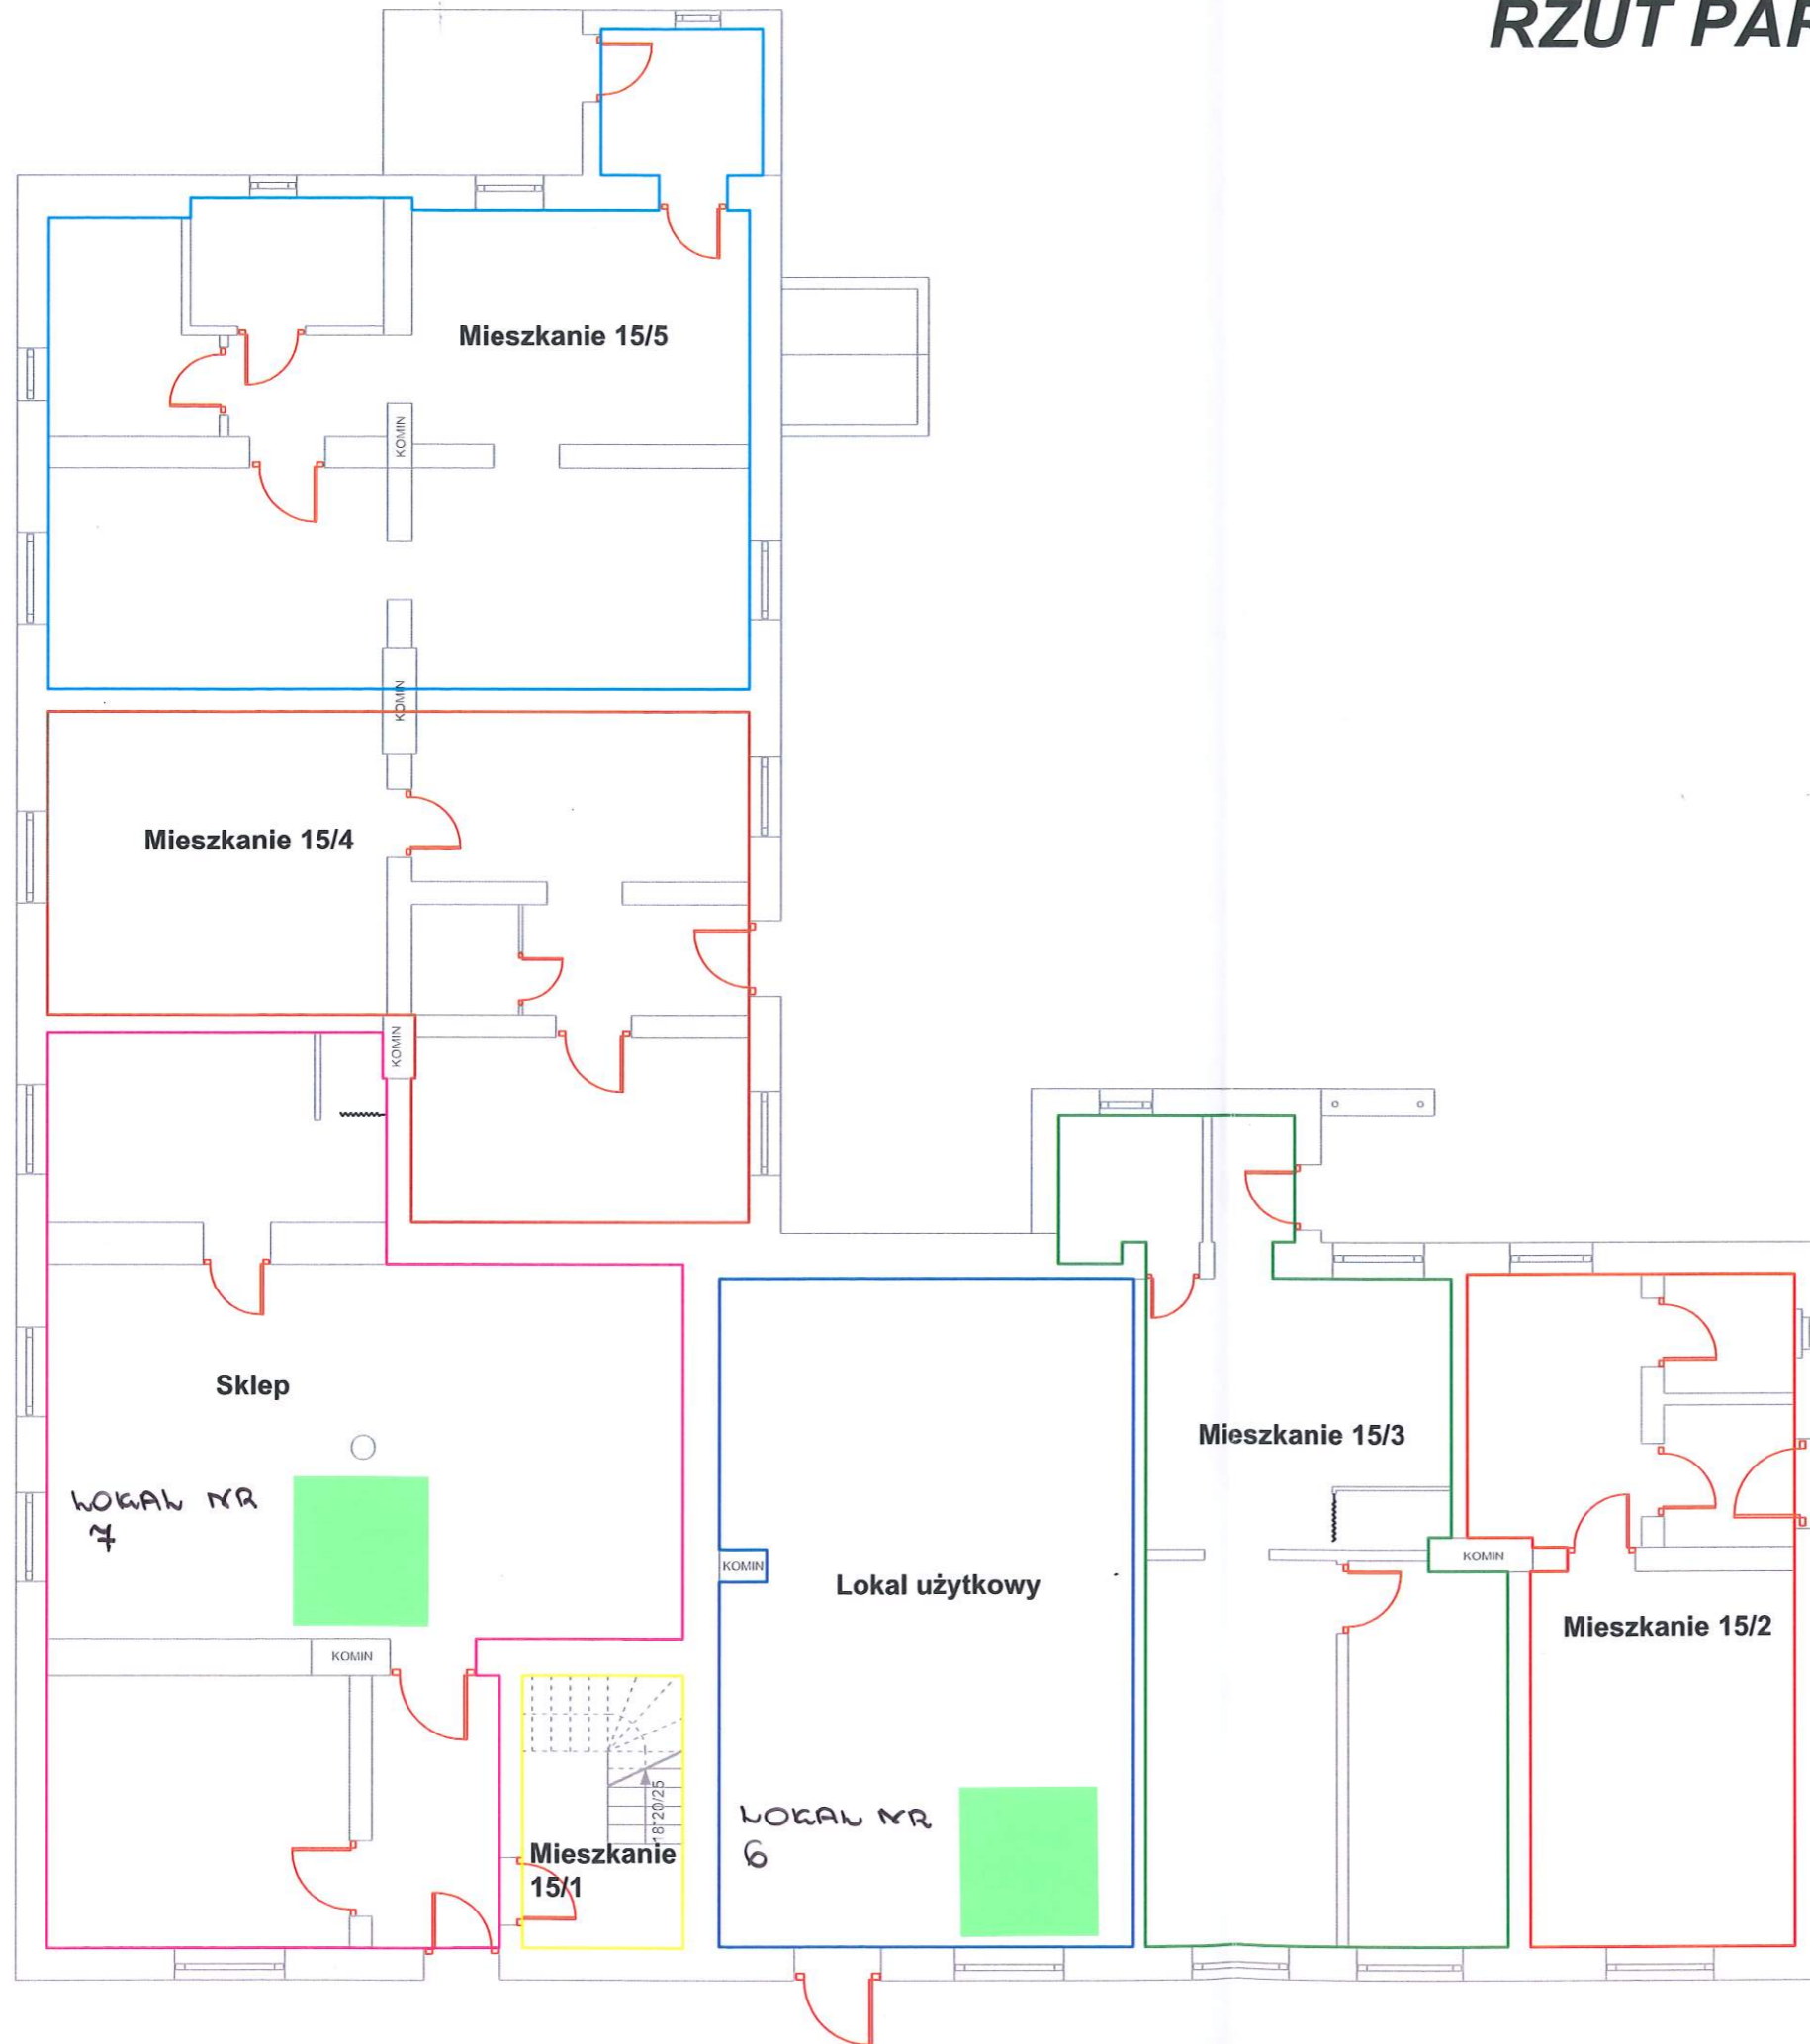 RZUT PAR
Mieszkanie 15/5
KOMIN
KOMIN
Mieszkanie 15/4
KOMIN
Sklep
Mieszkanie 15/3
LOKAL NR
7
KOMIN
KOMIN
Lokal użytkowy
Mieszkanie 15/2
KOMIN
18*20/25
LOKAL NR
6
Mieszkanie
15/1